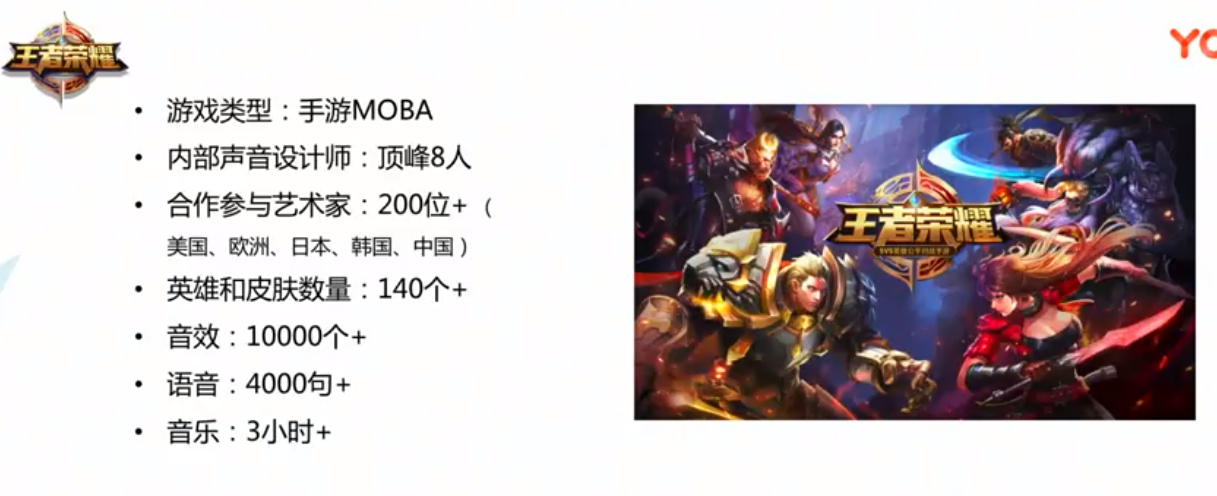 王者荣耀
YO
游戏类型：手游MOBA
内部声音设计师：顶峰8人
合作参与艺术家：200位+（
美国、欧洲、日本、韩国、中国）
英雄和皮肤数量：140个+
音效：10000个+
语音：4000句+
音乐：3小时+
王者荣耀
5V5英雄公平对战手游